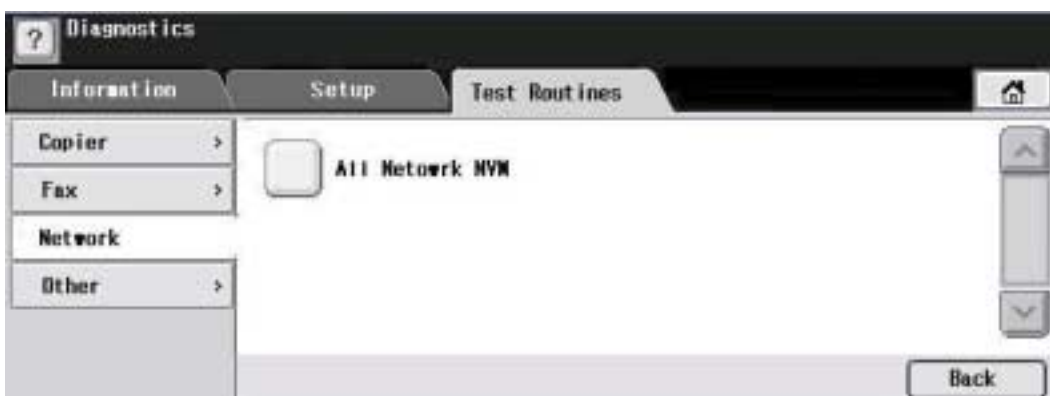 ? Diagnostics
Information Setup Test Routines
Copier >
Fax >
Network
Other >
All Netowrk NVM
Back